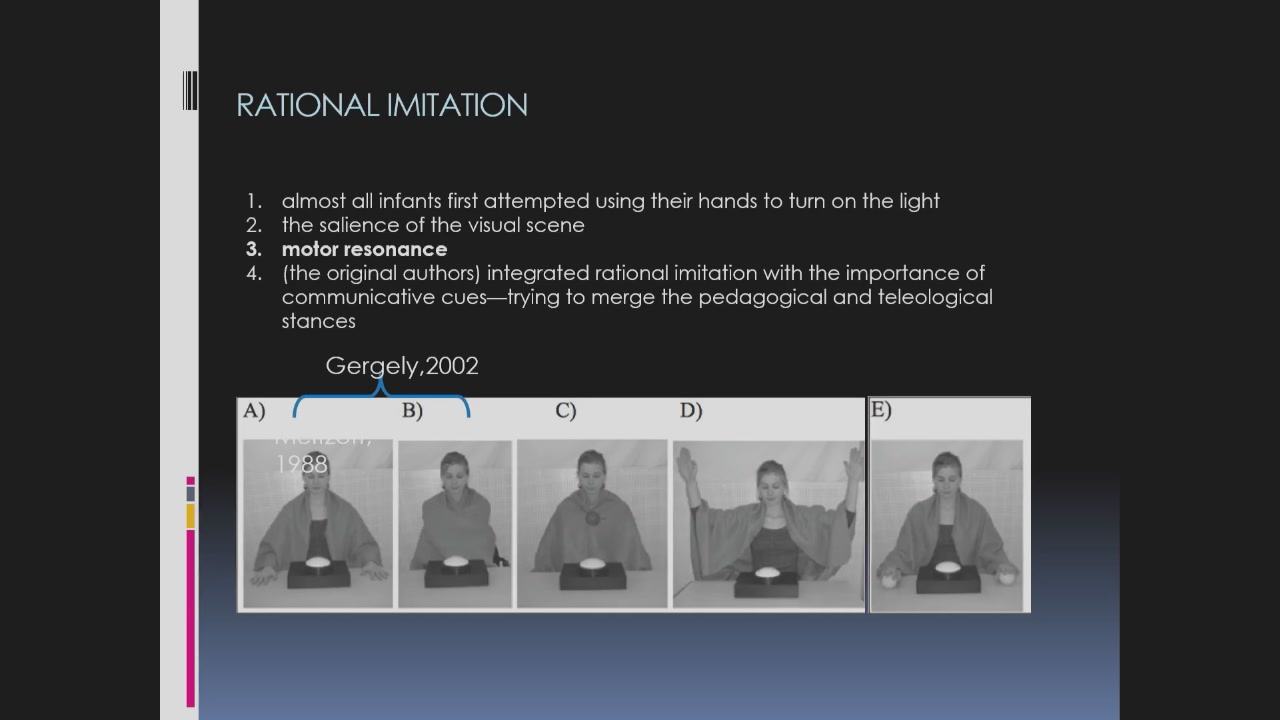 RATIONAL IMITATION
1. almost all infants first attempted using their hands to turn on the light
2. the salience of the visual scene
3. motor resonance
4. (the original authors) integrated rational imitation with the importance of
communicative cues—trying to merge the pedagogical and teleological
stances
Gergely,2002
A) B) C) D) E)
Meltzoff,
1988